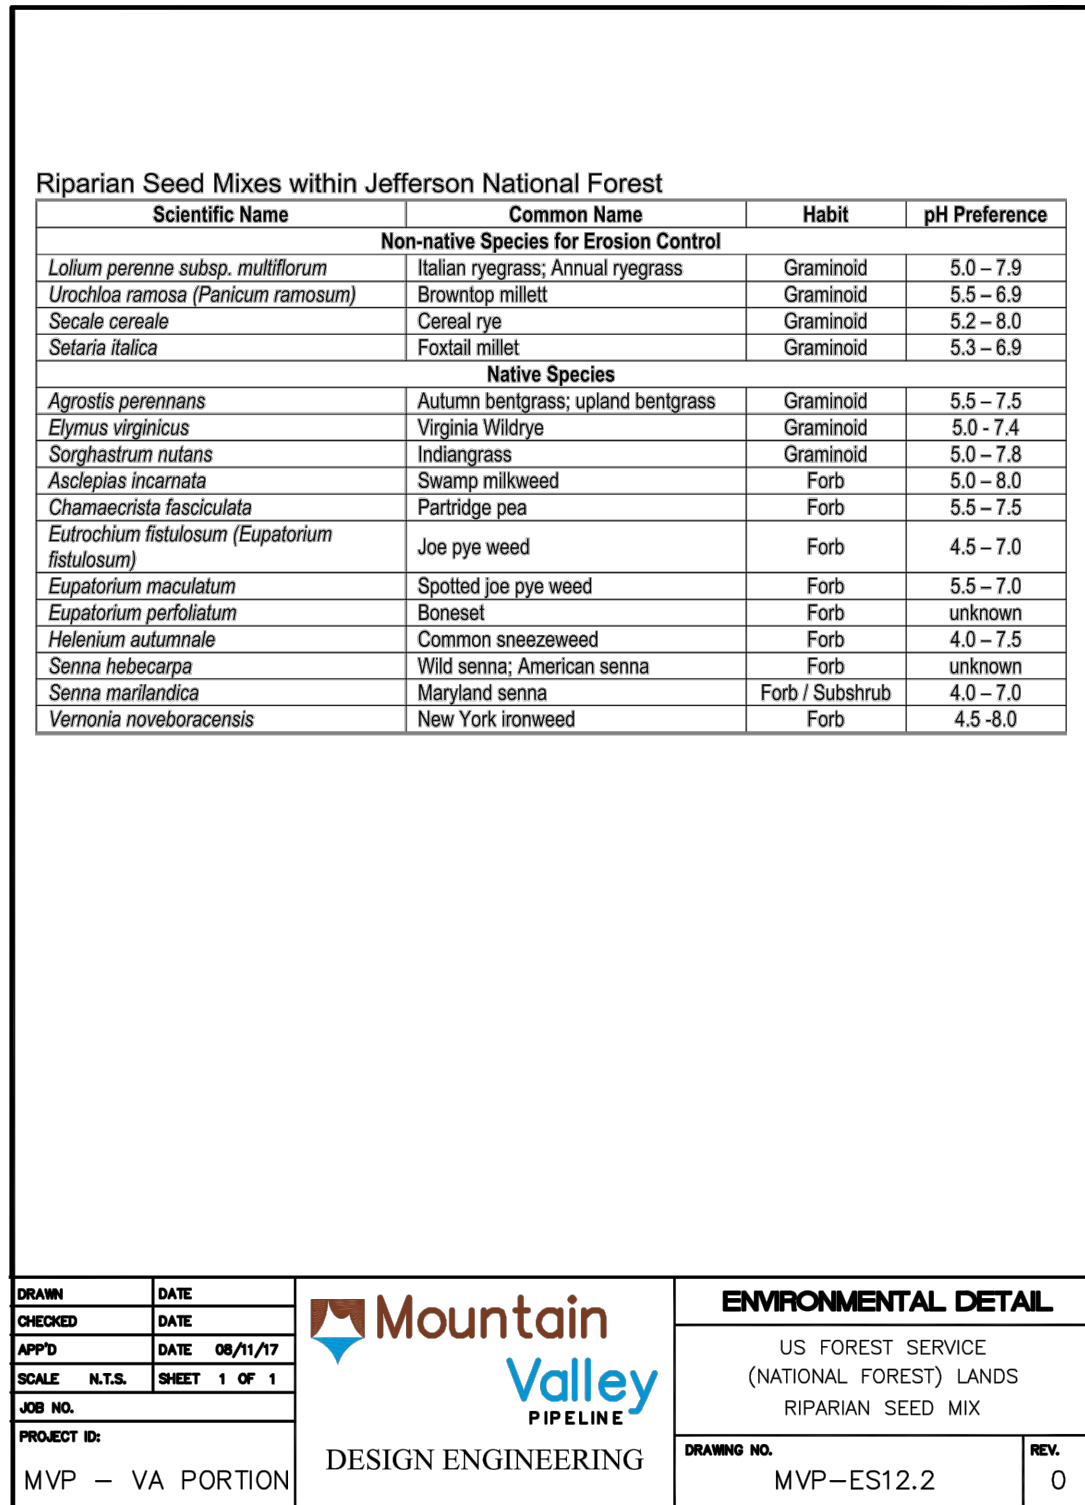 Riparian Seed Mixes within Jefferson National Forest
Scientific Name Common Name Habit pH Preference
Non-native Species for Erosion Control
Lolium perenne subsp. multiflorum Italian ryegrass; Annual ryegrass Graminoid 5.0 – 7.9
Urochloa ramosa (Panicum ramosum) Browntop millett Graminoid 5.5 – 6.9
Secale cereale Cereal rye Graminoid 5.2 – 8.0
Setaria italica Foxtail millet Graminoid 5.3 – 6.9
Native Species
Agrostis perennans Autumn bentgrass; upland bentgrass Graminoid 5.5 – 7.5
Elymus virginicus Virginia Wildrye Graminoid 5.0 - 7.4
Sorghastrum nutans Indiangrass Graminoid 5.0 – 7.8
Asclepias incarnata Swamp milkweed Forb 5.0 – 8.0
Chamaecrista fasciculata Partridge pea Forb 5.5 – 7.5
Eutrochium fistulosum (Eupatorium
fistulosum) Joe pye weed Forb 4.5 – 7.0
Eupatorium maculatum Spotted joe pye weed Forb 5.5 – 7.0
Eupatorium perfoliatum Boneset Forb unknown
Helenium autumnale Common sneezeweed Forb 4.0 – 7.5
Senna hebecarpa Wild senna; American senna Forb unknown
Senna marilandica Maryland senna Forb / Subshrub 4.0 – 7.0
Vernonia noveboracensis New York ironweed Forb 4.5 -8.0
DRAWN DATE
CHECKED DATE
APP'D DATE 08/11/17
SCALE N.T.S. SHEET 1 OF 1
JOB NO.
PROJECT ID:
MVP – VA PORTION
Mountain
Valley
PIPELINE
DESIGN ENGINEERING
ENVIRONMENTAL DETAIL
US FOREST SERVICE
(NATIONAL FOREST) LANDS
RIPARIAN SEED MIX
DRAWING NO.
MVP–ES12.2
REV.
0